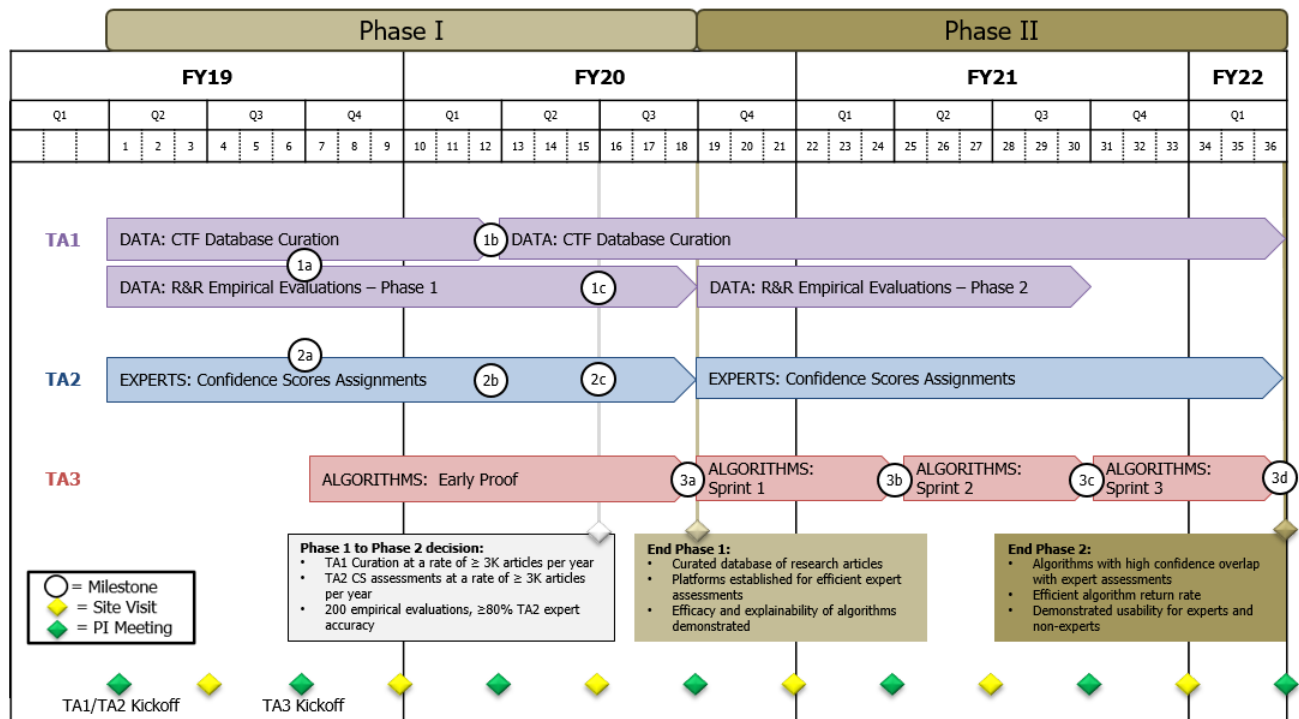 Phase I Phase II
FY19 FY20 FY21 FY22
Q1 Q2 Q3 Q4 Q1 Q2 Q3 Q4 Q1 Q2 Q3 Q4 Q1
1 2 3 4 5 6 7 8 9 10 11 12 13 14 15 16 17 18 19 20 21 22 23 24 25 26 27 28 29 30 31 32 33 34 35 36
TA1
DATA: CTF Database Curation
1b
DATA: CTF Database Curation
1a
DATA: R&R Empirical Evaluations – Phase 1
1c
DATA: R&R Empirical Evaluations – Phase 2
TA2
2a
EXPERTS: Confidence Scores Assignments
2b
2c
EXPERTS: Confidence Scores Assignments
TA3
ALGORITHMS: Early Proof
3a
ALGORITHMS:
Sprint 1
3b
ALGORITHMS:
Sprint 2
3c
ALGORITHMS:
Sprint 3
3d
Phase 1 to Phase 2 decision:
• TA1 Curation at a rate of ≥ 3K articles per year
• TA2 CS assessments at a rate of ≥ 3K articles
per year
• 200 empirical evaluations, ≥80% TA2 expert
accuracy
End Phase 1:
• Curated database of research articles
• Platforms established for efficient expert
assessments
• Efficacy and explainability of algorithms
demonstrated
End Phase 2:
• Algorithms with high confidence overlap
with expert assessments
• Efficient algorithm return rate
• Demonstrated usability for experts and
non-experts
= Milestone
= Site Visit
= PI Meeting
TA1/TA2 Kickoff
TA3 Kickoff